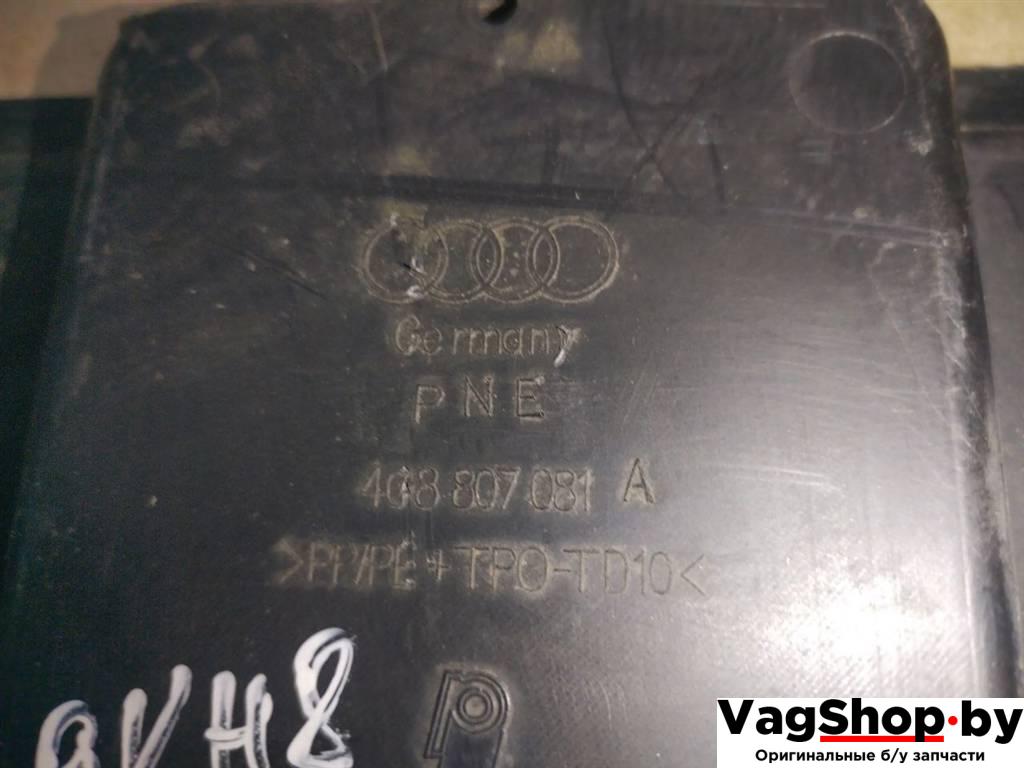 Germany
PNE
4G8 807 081 A
>PP/PE+TPO-TD10<
VagShop.by
Оригинальные б/у запчасти